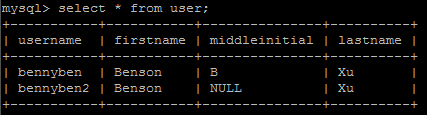 mysql> select * from user;
+-----------+-----------+---------------+----------+
| username  | firstname | middleinitial | lastname |
+-----------+-----------+---------------+----------+
| bennyben  | Benson    | B             | Xu       |
| bennyben2 | Benson    | NULL          | Xu       |
+-----------+-----------+---------------+----------+